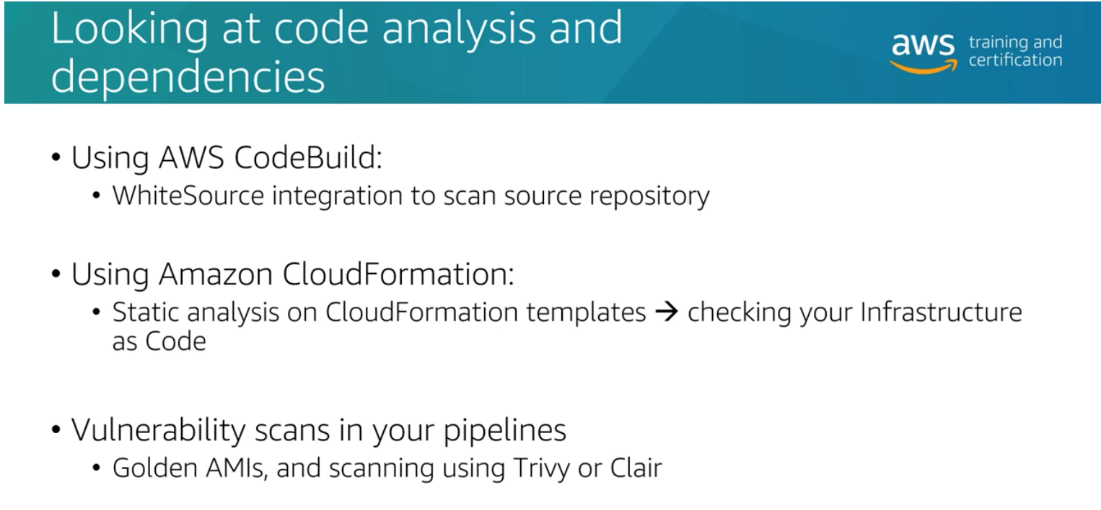 Looking at code analysis and
dependencies
aws training and
certification
• Using AWS CodeBuild:
• WhiteSource integration to scan source repository
• Using Amazon CloudFormation:
• Static analysis on CloudFormation templates → checking your Infrastructure
as Code
• Vulnerability scans in your pipelines
• Golden AMIs, and scanning using Trivy or Clair